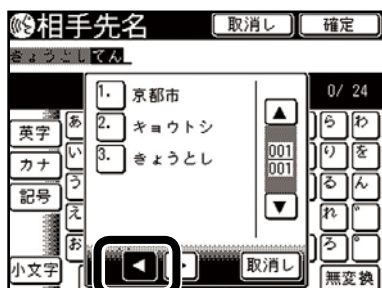 相手先名 取消し 確定
きょうとしてん
0/ 24
1. 京都市
2. キョウトシ
3. きょうとし
001
001
英字
カナ
記号
小文字
あ
い
う
え
お
ら わ
り を
る ん
れ ゛
ろ ゜
◀ ▶ 取消し
無変換